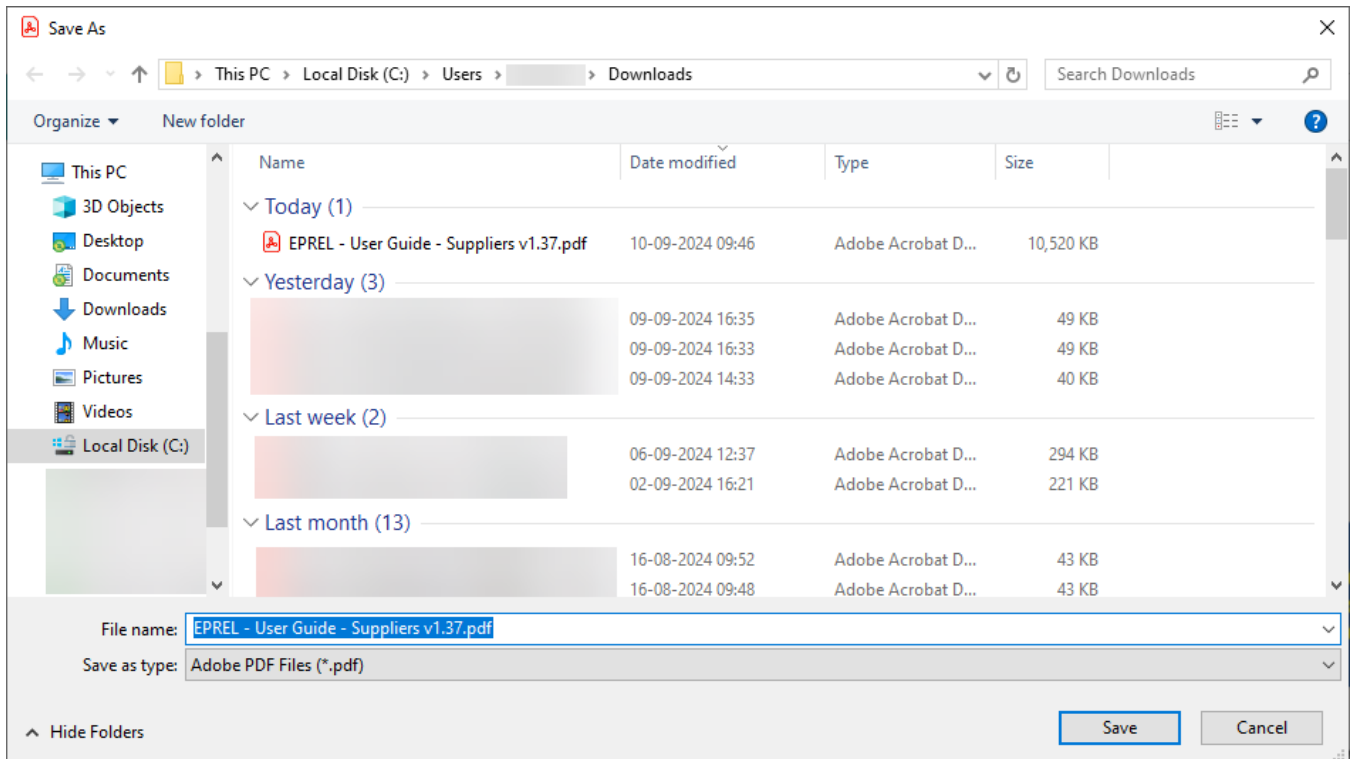 Save As
This PC > Local Disk (C:) > Users > > Downloads
Search Downloads
Organize
New folder
Name Date modified Type Size
This PC
3D Objects
Desktop
Documents
Downloads
Music
Pictures
Videos
Local Disk (C:)
Today (1)
EPREL - User Guide - Suppliers v1.37.pdf 10-09-2024 09:46 Adobe Acrobat D... 10,520 KB
Yesterday (3)
09-09-2024 16:35 Adobe Acrobat D... 49 KB
09-09-2024 16:33 Adobe Acrobat D... 49 KB
09-09-2024 14:33 Adobe Acrobat D... 40 KB
Last week (2)
06-09-2024 12:37 Adobe Acrobat D... 294 KB
02-09-2024 16:21 Adobe Acrobat D... 221 KB
Last month (13)
16-08-2024 09:52 Adobe Acrobat D... 43 KB
16-08-2024 09:48 Adobe Acrobat D... 43 KB
File name: EPREL - User Guide - Suppliers v1.37.pdf
Save as type: Adobe PDF Files (*.pdf)
Hide Folders
Save
Cancel